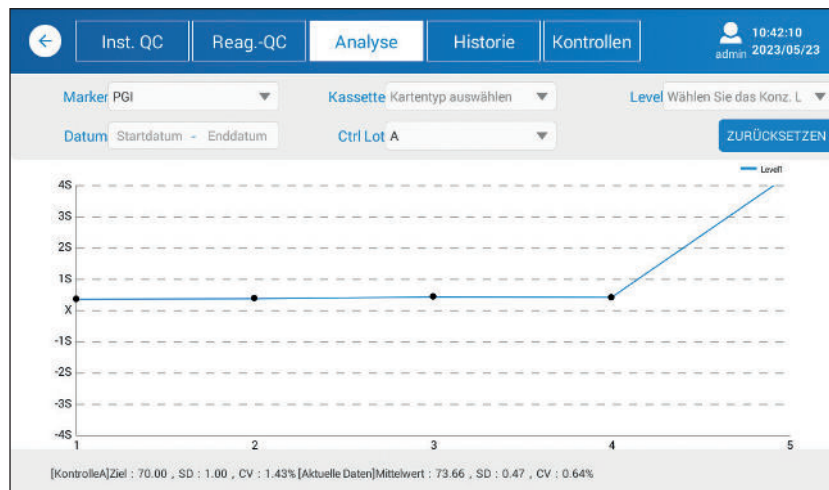 Inst. QC Reag.-QC Analyse Historie Kontrollen 10:42:10
admin 2023/05/23
Marker PGI Kassette Kartentyp auswählen Level Wählen Sie das Konz. L
Datum Startdatum - Enddatum Ctrl Lot A ZURÜCKSETZEN
Level1
4S
3S
2S
1S
X
-1S
-2S
-3S
-4S
1 2 3 4 5
[KontrolleA]Ziel : 70.00 , SD : 1.00 , CV : 1.43% [Aktuelle Daten]Mittelwert : 73.66 , SD : 0.47 , CV : 0.64%